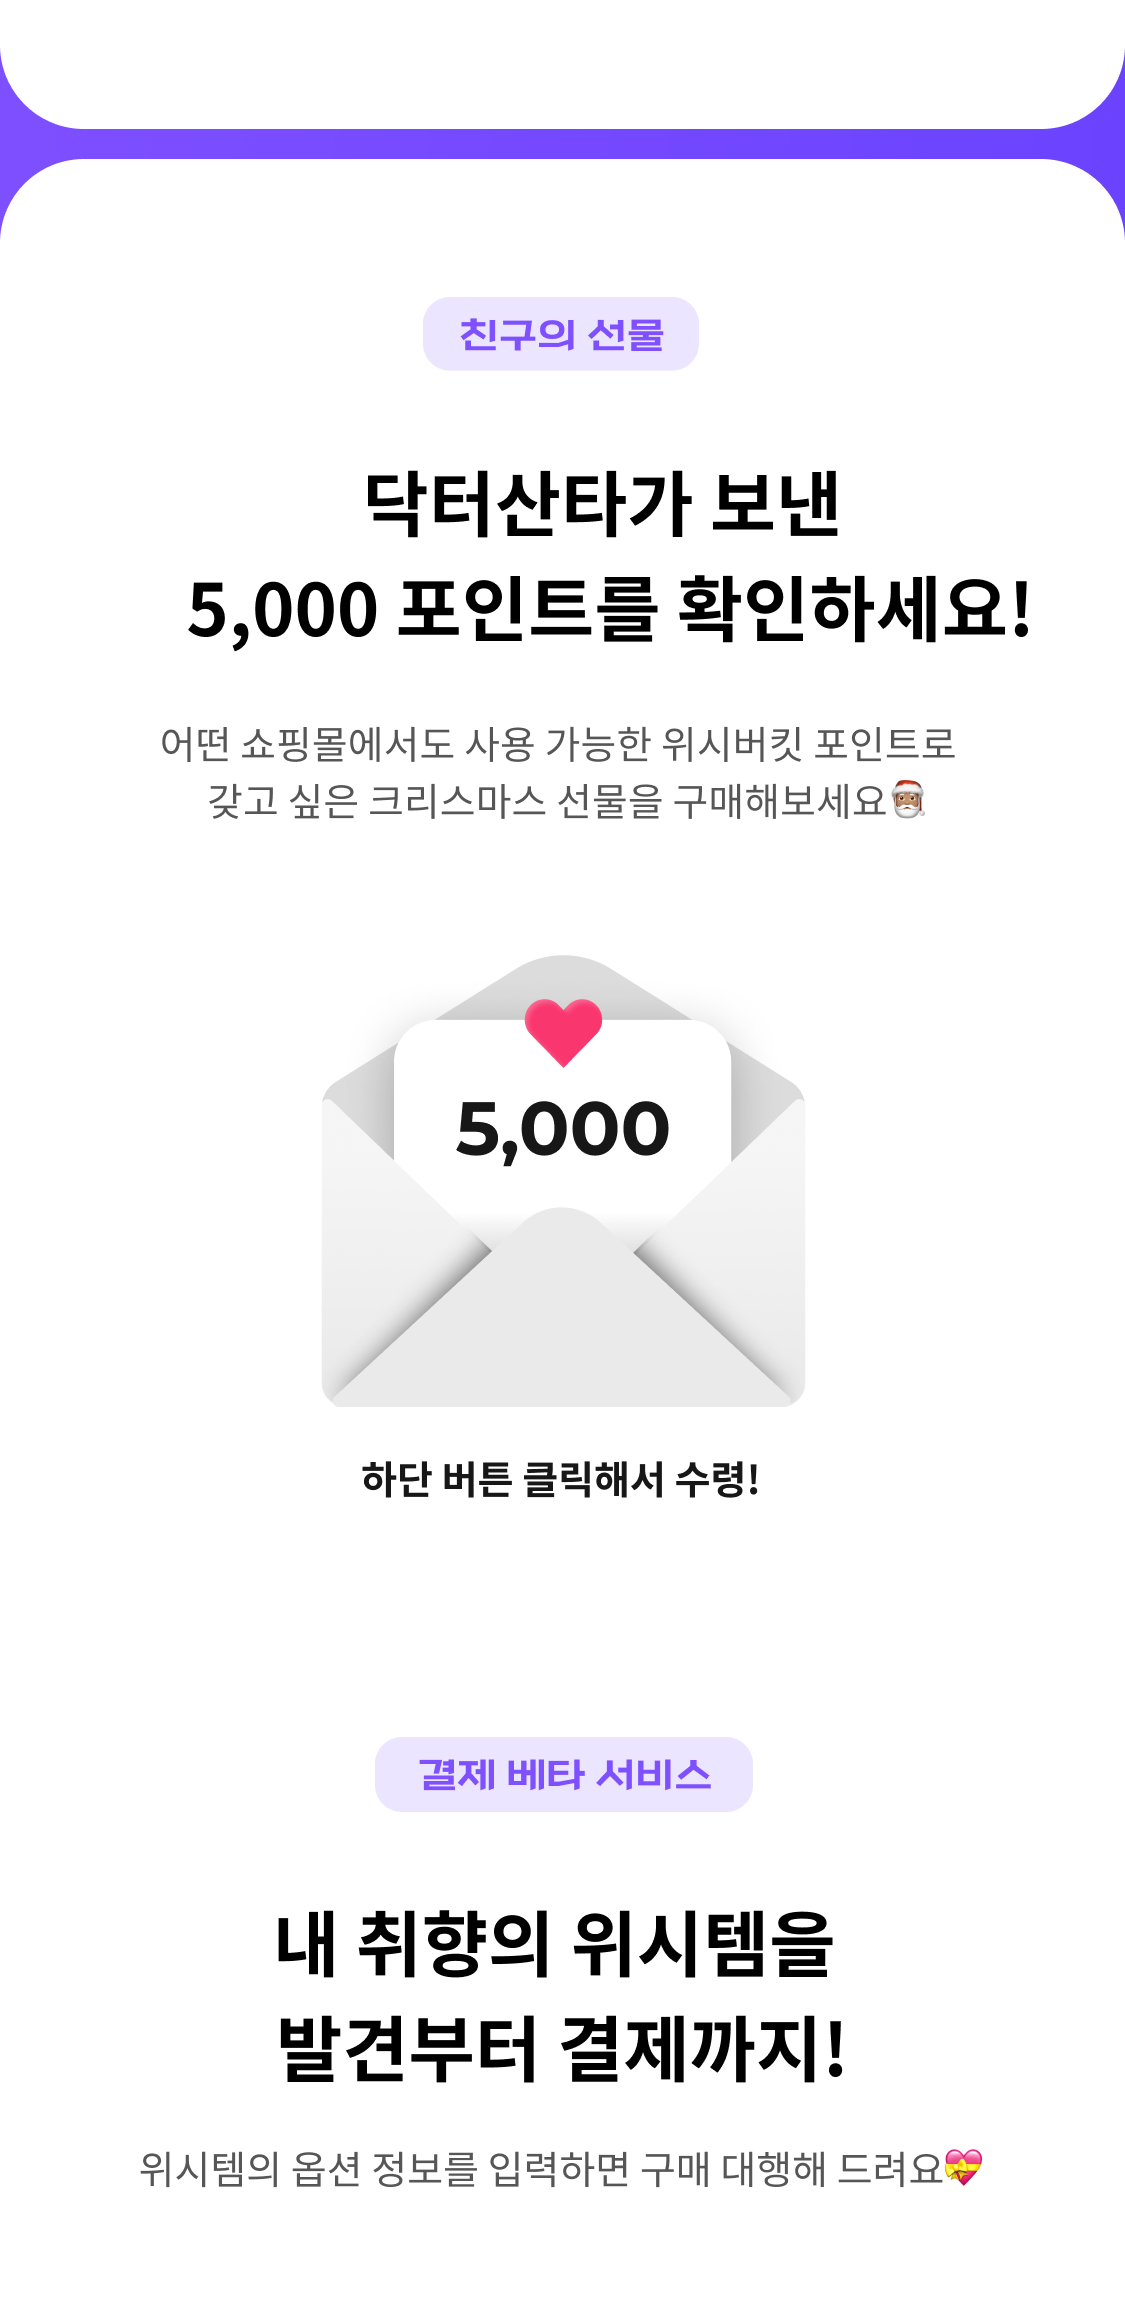 친구의 선물
닥터산타가 보낸
5,000 포인트를 확인하세요!
어떤 쇼핑몰에서도 사용 가능한 위시버킷 포인트로
갖고 싶은 크리스마스 선물을 구매해보세요🎅🏽
5,000
하단 버튼 클릭해서 수령!
결제 베타 서비스
내 취향의 위시템을
발견부터 결제까지!
위시템의 옵션 정보를 입력하면 구매 대행해 드려요💝